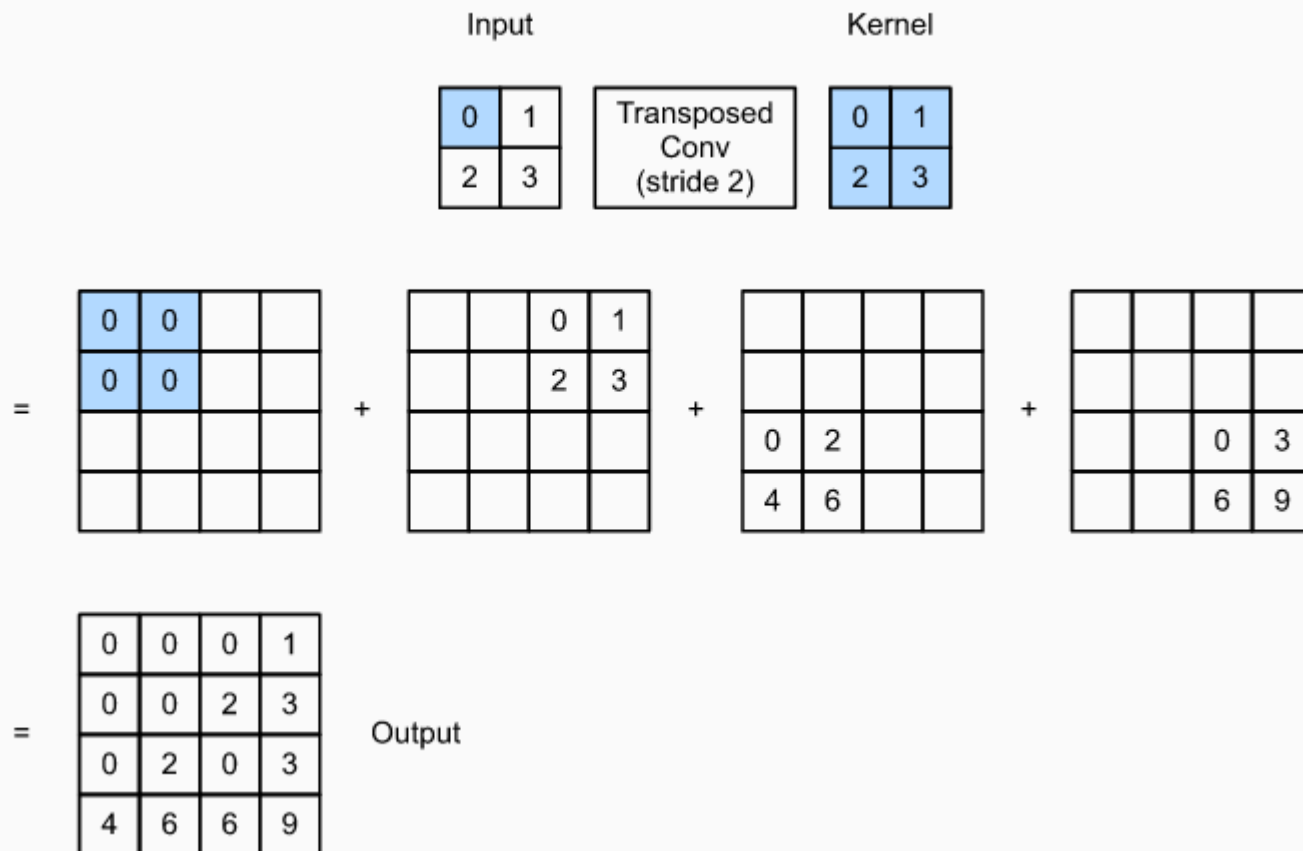 Input Kernel
0 1 Transposed 0 1
Conv
2 3 (stride 2) 2 3
0 0 0 1
0 0 2 3
= + + +
0 2 0 3
4 6 6 9
0 0 0 1
0 0 2 3
= Output
0 2 0 3
4 6 6 9